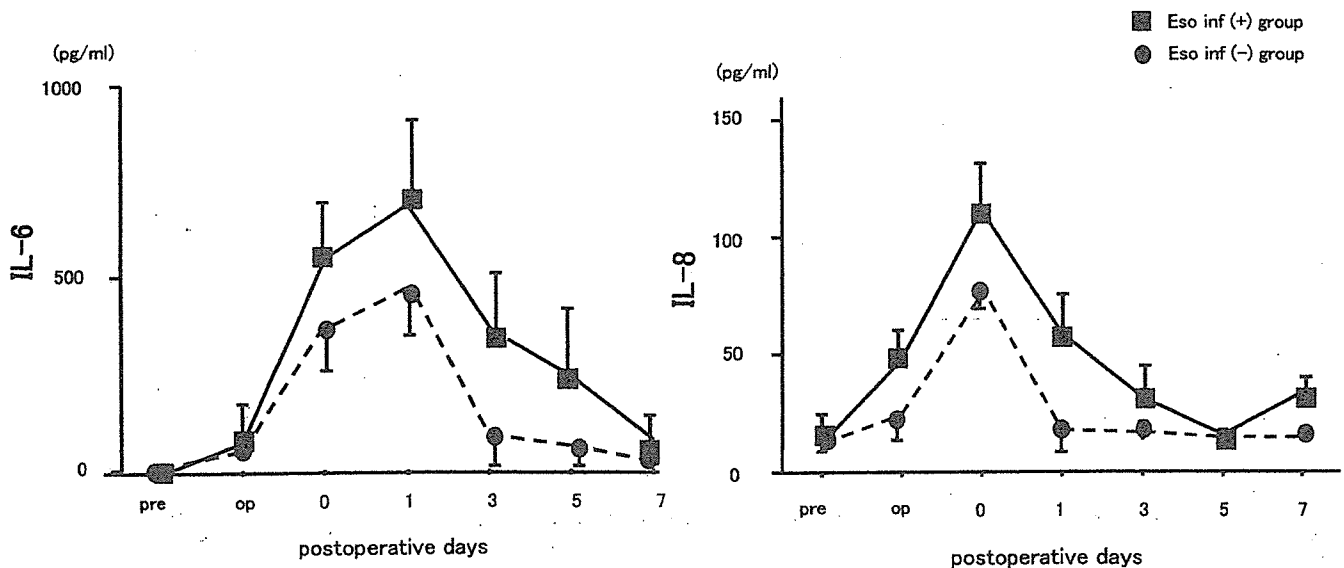 Eso inf (+) group
Eso inf (−) group
(pg/ml)
1000
500
0
IL-6
pre op 0 1 3 5 7
postoperative days
(pg/ml)
150
100
50
0
IL-8
pre op 0 1 3 5 7
postoperative days